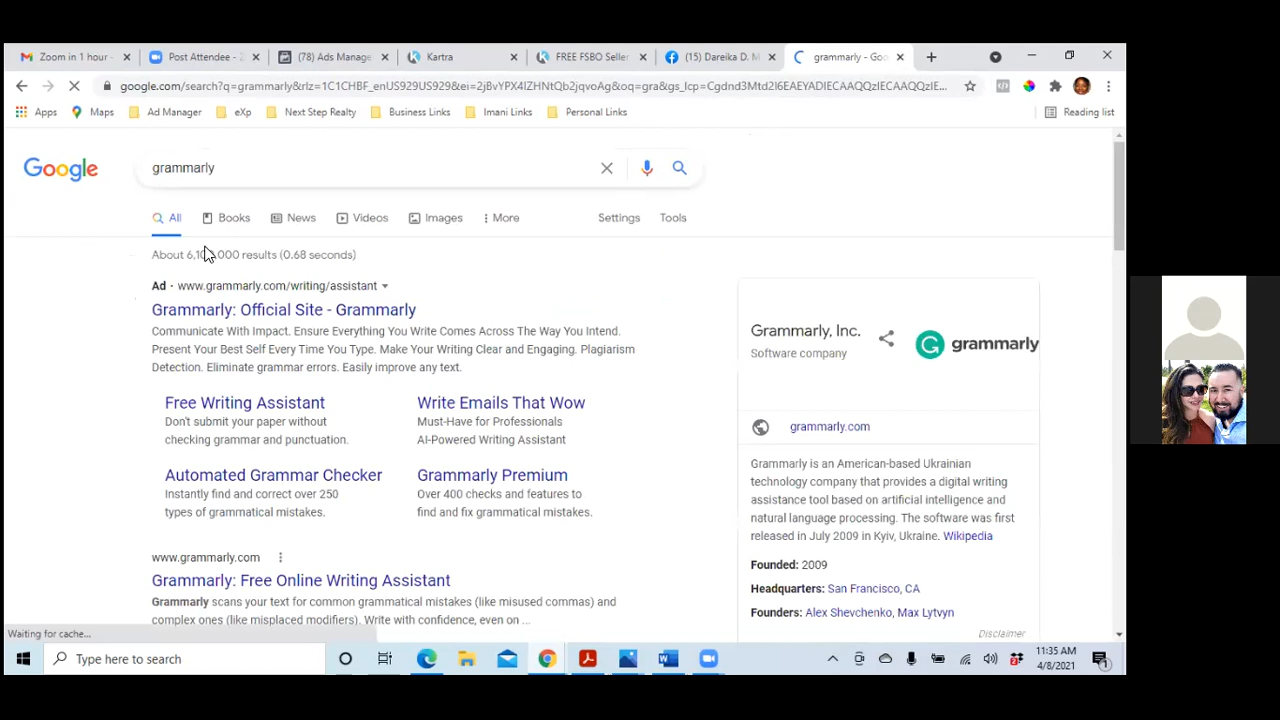 Zoom in 1 hour -
Post Attendee - 2
(78) Ads Manage
Kartra
FREE FSBO Seller
(15) Dareika D. M
grammarly - Goo
google.com/search?q=grammarly&rlz=1C1CHBF_enUS929US929&ei=2jBvYPX4IZHNtQb2jqvoAg&oq=gra&gs_lcp=Cgdnd3Mtd2l6EAEYADIECAAQQzIECAAQQzIE...
Apps
Maps
Ad Manager
eXp
Next Step Realty
Business Links
Imani Links
Personal Links
Reading list
Google
grammarly
All
Books
News
Videos
Images
More
Settings
Tools
results (0.68 seconds)
Ad · www.grammarly.com/writing/assistant
Grammarly: Official Site - Grammarly
Communicate With Impact. Ensure Everything You Write Comes Across The Way You Intend.
Present Your Best Self Every Time You Type. Make Your Writing Clear and Engaging. Plagiarism
Detection. Eliminate grammar errors. Easily improve any text.
Free Writing Assistant
Don't submit your paper without
checking grammar and punctuation.
Write Emails That Wow
Must-Have for Professionals
AI-Powered Writing Assistant
Automated Grammar Checker
Instantly find and correct over 250
types of grammatical mistakes.
Grammarly Premium
Over 400 checks and features to
find and fix grammatical mistakes.
www.grammarly.com
Grammarly: Free Online Writing Assistant
Grammarly scans your text for common grammatical mistakes (like misused commas) and
complex ones (like misplaced modifiers). Write with confidence, even on ...
Grammarly, Inc.
Software company
grammarly
grammarly.com
Grammarly is an American-based Ukrainian
technology company that provides a digital writing
assistance tool based on artificial intelligence and
natural language processing. The software was first
released in July 2009 in Kyiv, Ukraine. Wikipedia
Founded: 2009
Headquarters: San Francisco, CA
Founders: Alex Shevchenko, Max Lytvyn
Disclaimer
Waiting for cache...
Type here to search
11:35 AM
4/8/2021
1